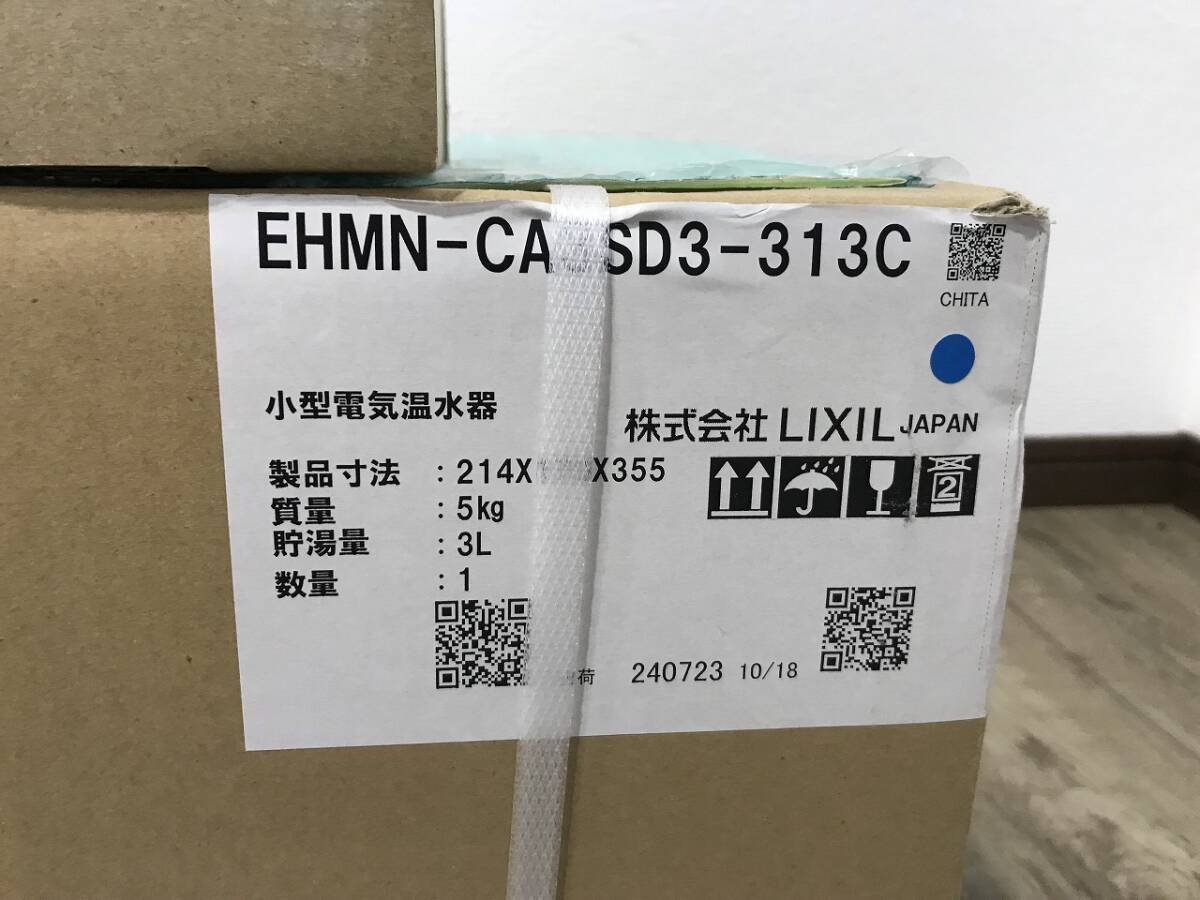 EHMN-CA SD3-313C
CHITA
小型電気温水器
株式会社 LIXIL JAPAN
製品寸法 : 214X X355
質量 : 5kg
貯湯量 : 3L
数量 : 1
2
荷 240723 10/18